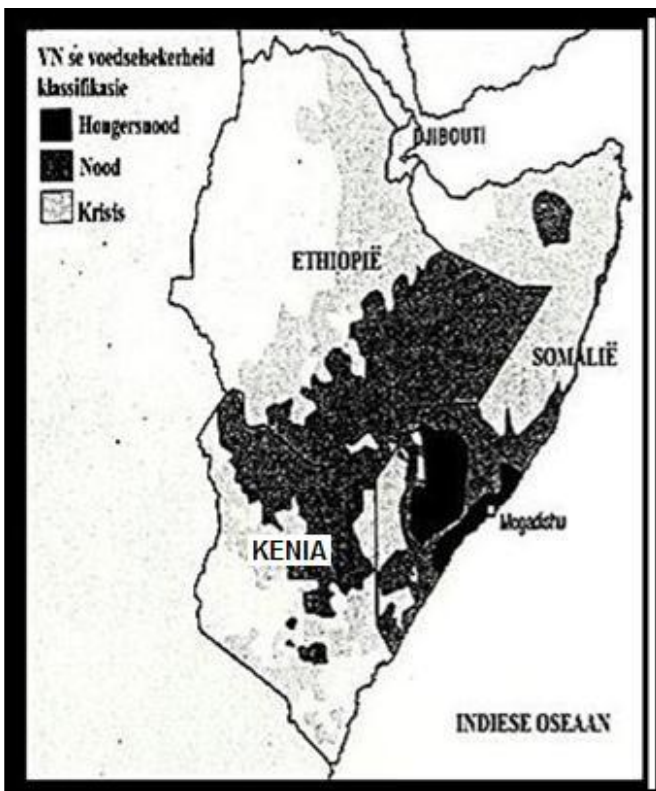 VN se voedselsekerheid
klassifikasie
Hongersnood
Nood
Krisis
DJIBOUTI
ETHIOPIË
SOMALIË
Mogadishu
KENIA
INDIESE OSEAAN